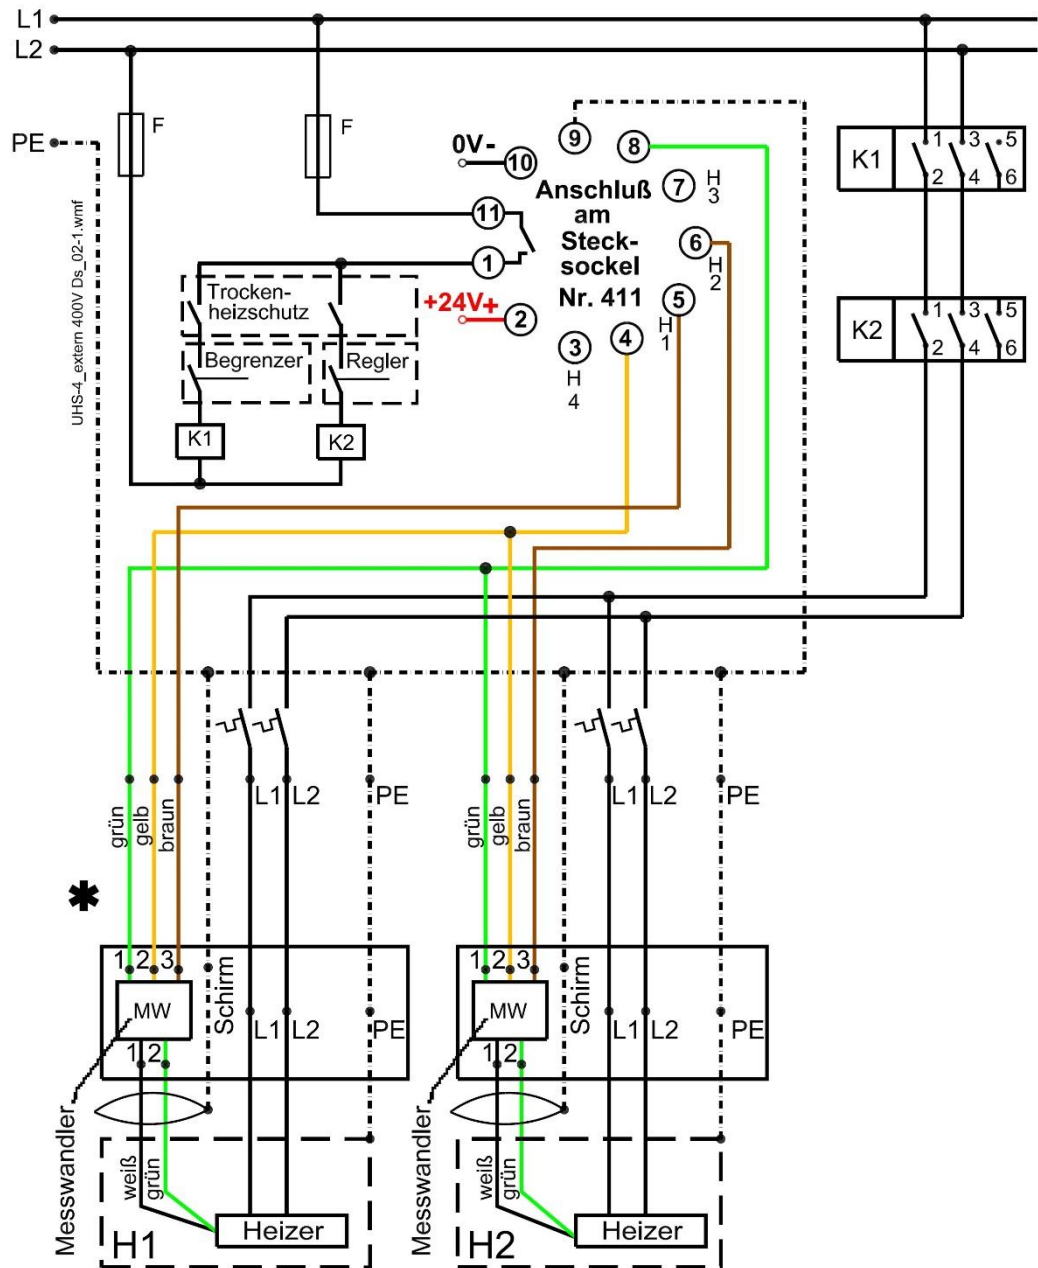 L1
L2
PE
F
F
UHS-4_extern 400V Ds_02-1.wmf
0V-
10
9
8
7
H
3
11
Anschluß
am
Steck-
sockel
Nr. 411
6
H
2
1
+24V+
2
5
H
1
4
3
H
4
Trocken-
heizschutz
Begrenzer
Regler
K1
K2
K1
1 3 5
2 4 6
K2
1 3 5
2 4 6
grün
gelb
braun
L1 L2 PE
grün
gelb
braun
L1 L2 PE
*
1 2 3
MW
1 2
Schirm
L1 L2 PE
1 2 3
MW
1 2
Schirm
L1 L2 PE
Messwandler
weiß
grün
Heizer
H1
Messwandler
weiß
grün
Heizer
H2